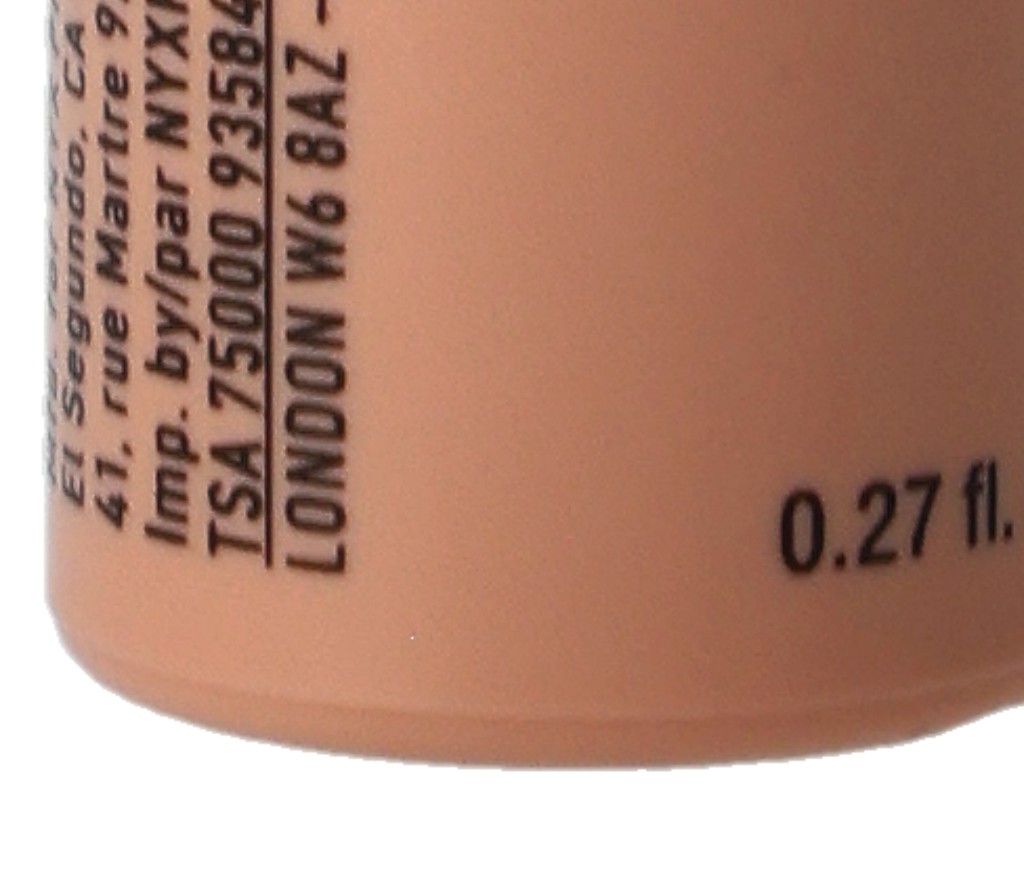 El Segundo, CA
41, rue Martre 9
Imp. by/par NYX
TSA 75000 93584
LONDON W6 8AZ -
0.27 fl.